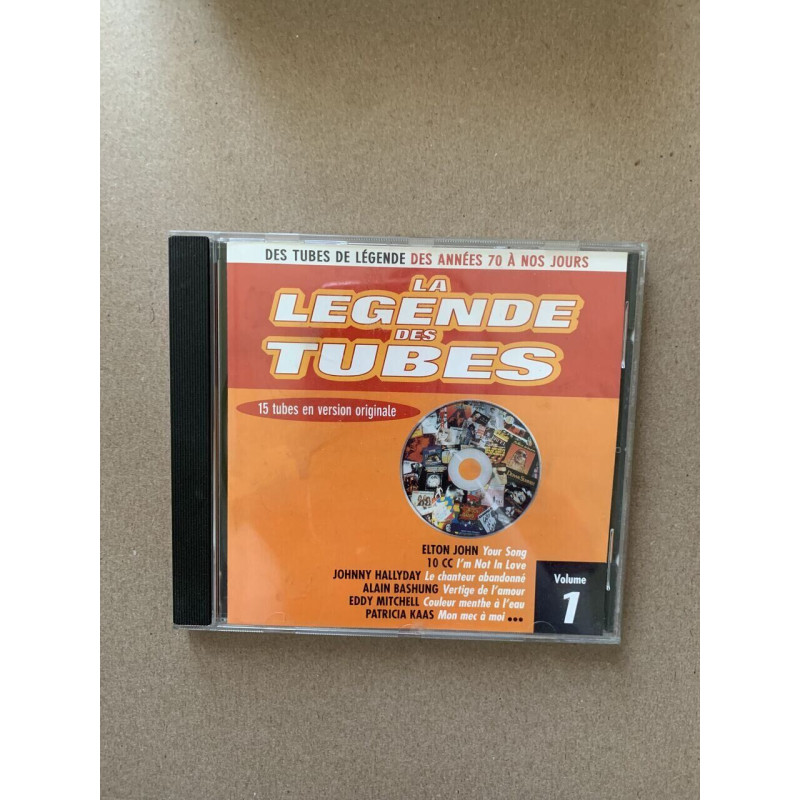 DES TUBES DE LÉGENDE DES ANNÉES 70 À NOS JOURS
LA
LEGENDE
DES
TUBES
15 tubes en version originale
ELTON JOHN Your Song
10 CC I'm Not In Love
JOHNNY HALLYDAY Le chanteur abandonné
ALAIN BASHUNG Vertige de l'amour
EDDY MITCHELL Couleur menthe à l'eau
PATRICIA KAAS Mon mec à moi ●●●
Volume
1